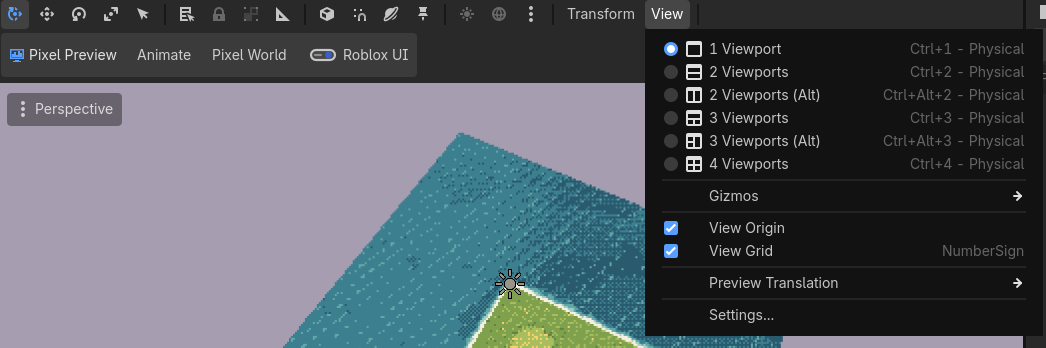 Transform View
Pixel Preview Animate Pixel World Roblox UI
Perspective
1 Viewport Ctrl+1 - Physical
2 Viewports Ctrl+2 - Physical
2 Viewports (Alt) Ctrl+Alt+2 - Physical
3 Viewports Ctrl+3 - Physical
3 Viewports (Alt) Ctrl+Alt+3 - Physical
4 Viewports Ctrl+4 - Physical
Gizmos
View Origin
View Grid NumberSign
Preview Translation
Settings...